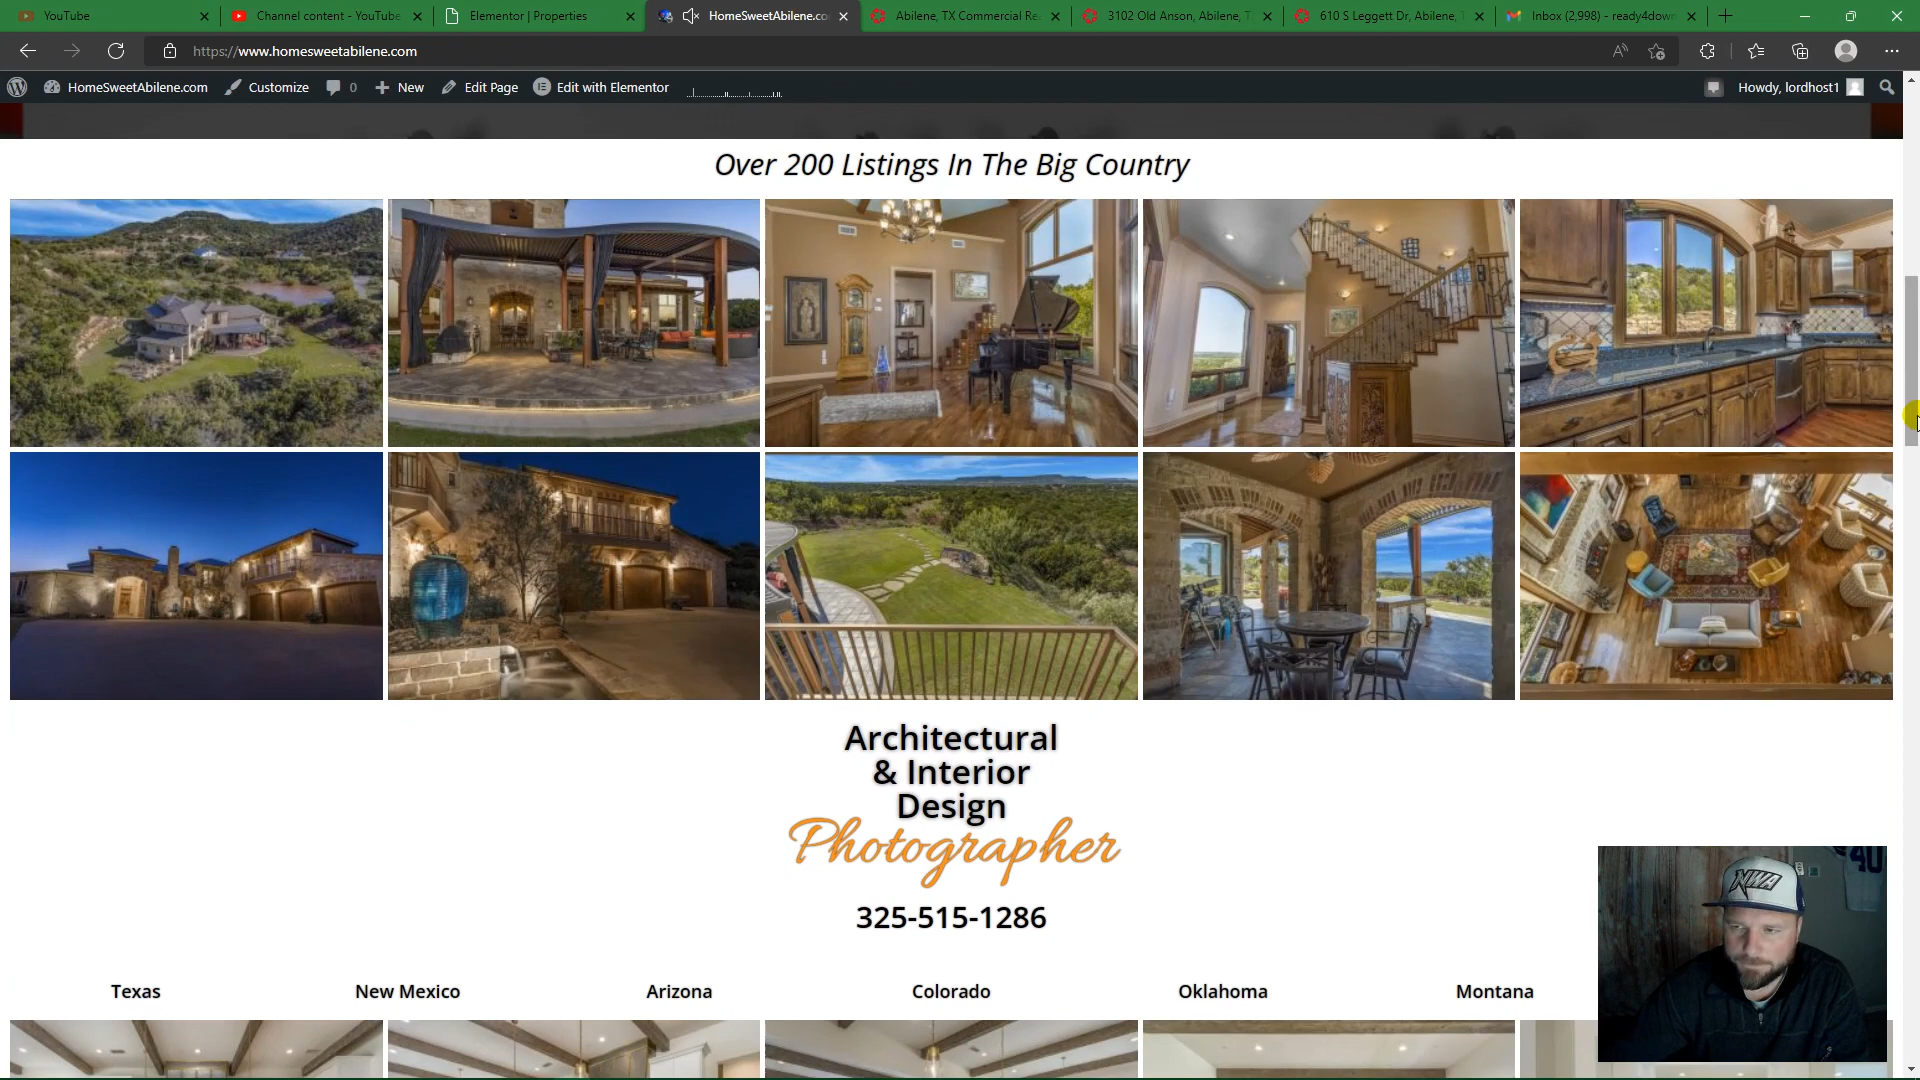 YouTube
Channel content - YouTube
Elementor | Properties
HomeSweetAbilene.co
Abilene, TX Commercial Re
3102 Old Anson, Abilene, T
610 S Leggett Dr, Abilene, T
Inbox (2,998) - ready4down
https://www.homesweetabilene.com
HomeSweetAbilene.com
Customize
0
New
Edit Page
Edit with Elementor
Howdy, lordhost1
Over 200 Listings In The Big Country
Architectural
& Interior
Design
Photographer
325-515-1286
Texas
New Mexico
Arizona
Colorado
Oklahoma
Montana
NWA
40